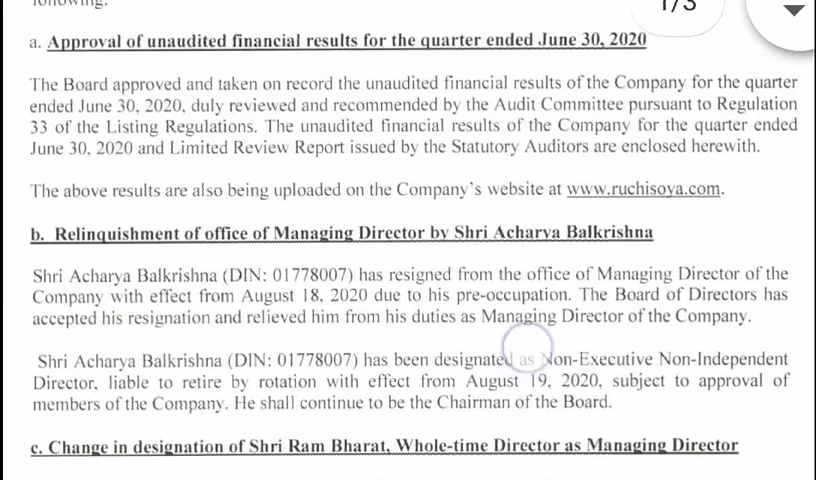 following:
1/3
a. Approval of unaudited financial results for the quarter ended June 30, 2020
The Board approved and taken on record the unaudited financial results of the Company for the quarter
ended June 30, 2020, duly reviewed and recommended by the Audit Committee pursuant to Regulation
33 of the Listing Regulations. The unaudited financial results of the Company for the quarter ended
June 30, 2020 and Limited Review Report issued by the Statutory Auditors are enclosed herewith.
The above results are also being uploaded on the Company's website at www.ruchisoya.com.
b. Relinquishment of office of Managing Director by Shri Acharya Balkrishna
Shri Acharya Balkrishna (DIN: 01778007) has resigned from the office of Managing Director of the
Company with effect from August 18, 2020 due to his pre-occupation. The Board of Directors has
accepted his resignation and relieved him from his duties as Managing Director of the Company.
Shri Acharya Balkrishna (DIN: 01778007) has been designated as Non-Executive Non-Independent
Director, liable to retire by rotation with effect from August 19, 2020, subject to approval of
members of the Company. He shall continue to be the Chairman of the Board.
c. Change in designation of Shri Ram Bharat, Whole-time Director as Managing Director